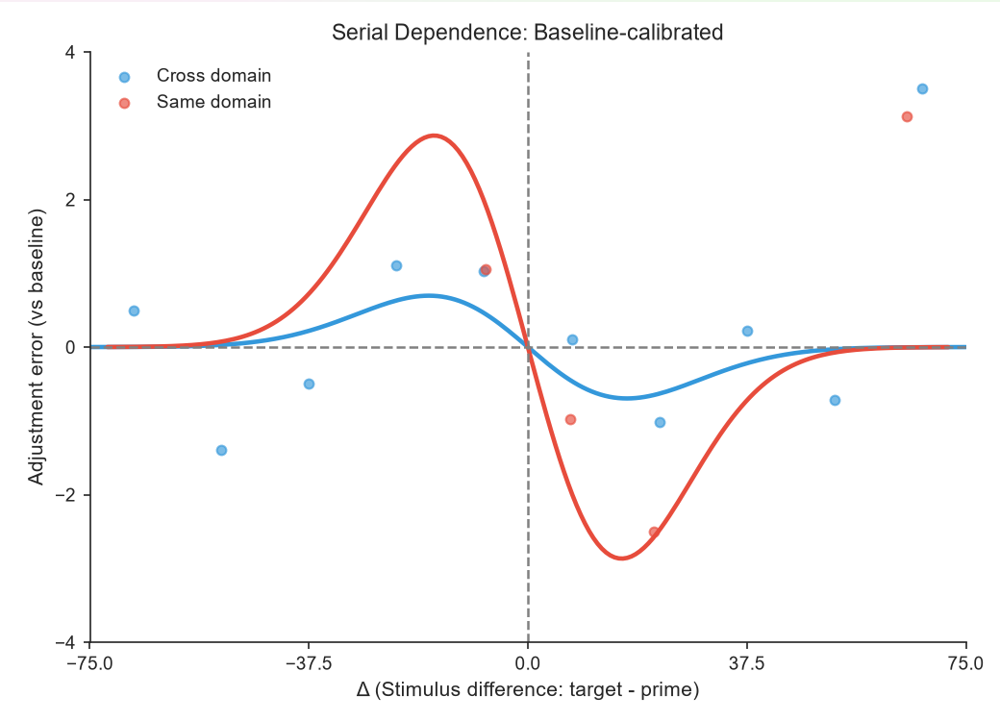 Serial Dependence: Baseline-calibrated
4
Cross domain
Same domain
2
0
−2
−4
Adjustment error (vs baseline)
−75.0 −37.5 0.0 37.5 75.0
Δ (Stimulus difference: target - prime)